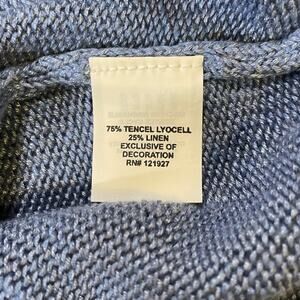 75% TENCEL LYOCELL
25% LINEN
EXCLUSIVE OF
DECORATION
RN# 121927